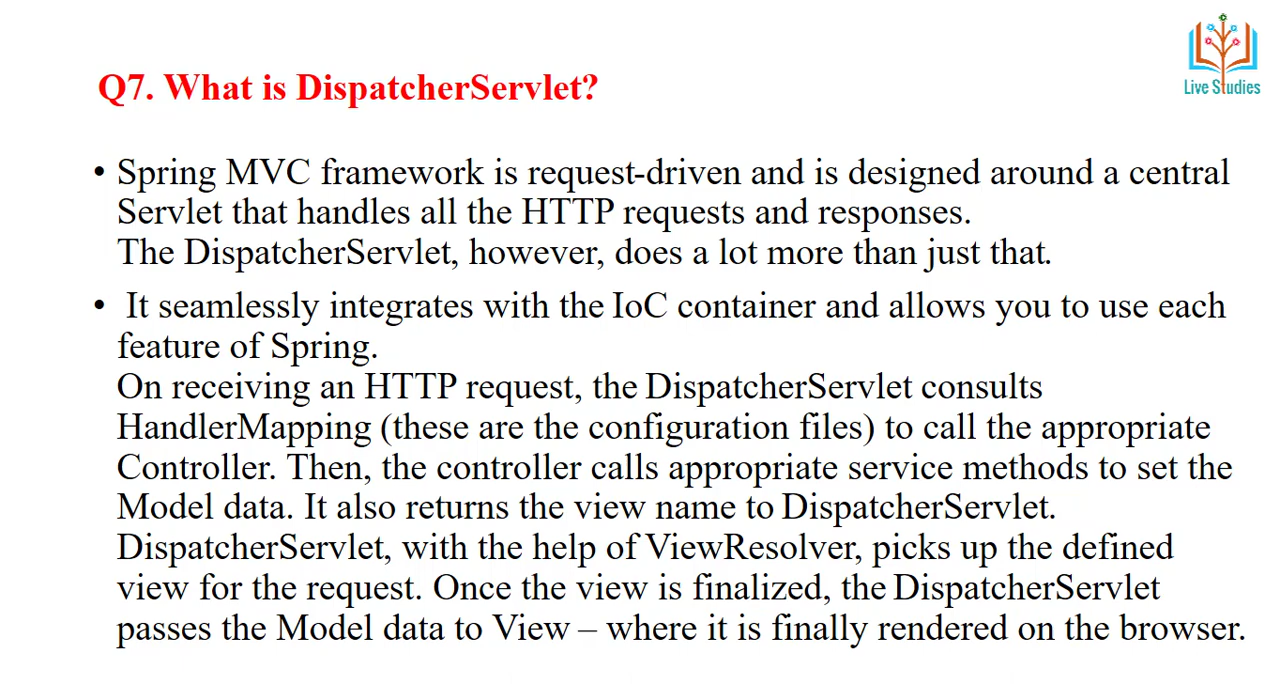 Live Studies
Q7. What is DispatcherServlet?
• Spring MVC framework is request-driven and is designed around a central
Servlet that handles all the HTTP requests and responses.
The DispatcherServlet, however, does a lot more than just that.
• It seamlessly integrates with the IoC container and allows you to use each
feature of Spring.
On receiving an HTTP request, the DispatcherServlet consults
HandlerMapping (these are the configuration files) to call the appropriate
Controller. Then, the controller calls appropriate service methods to set the
Model data. It also returns the view name to DispatcherServlet.
DispatcherServlet, with the help of ViewResolver, picks up the defined
view for the request. Once the view is finalized, the DispatcherServlet
passes the Model data to View – where it is finally rendered on the browser.